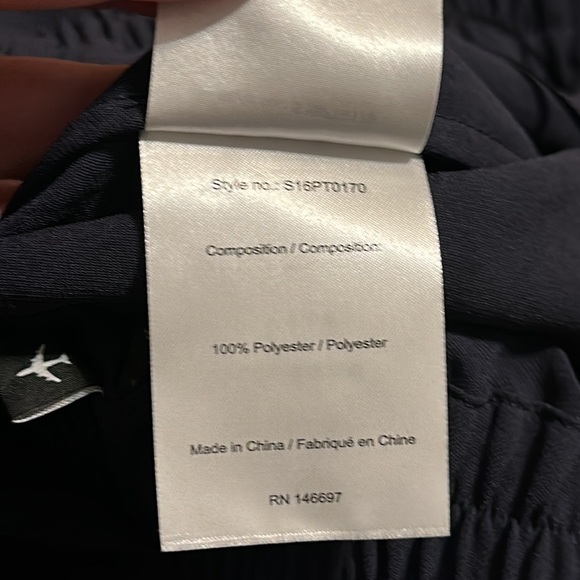 Style no.: S16PT0170
Composition / Composition:
100% Polyester / Polyester
Made in China / Fabriqué en Chine
RN 146697